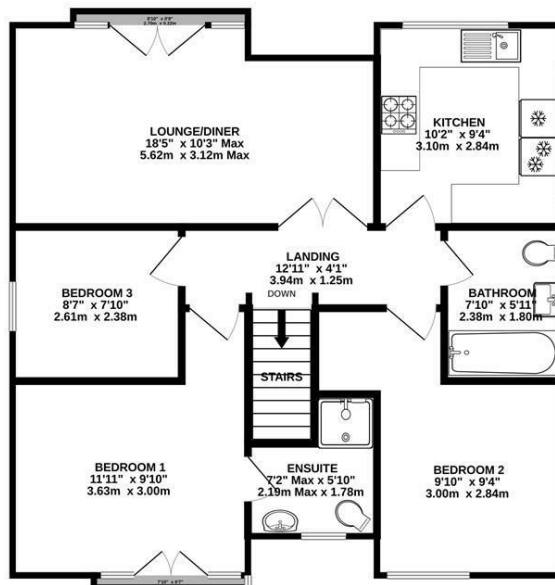 LOUNGE/DINER
18'5" x 10'3" Max
5.62m x 3.12m Max
KITCHEN
10'2" x 9'4"
3.10m x 2.84m
LANDING
12'11" x 4'1"
3.94m x 1.25m
DOWN
BEDROOM 3
8'7" x 7'10"
2.61m x 2.38m
BATHROOM
7'10" x 5'11"
2.38m x 1.80m
STAIRS
BEDROOM 1
11'11" x 9'10"
3.63m x 3.00m
ENSUITE
7'2" Max x 5'10"
2.19m Max x 1.78m
BEDROOM 2
9'10" x 9'4"
3.00m x 2.84m